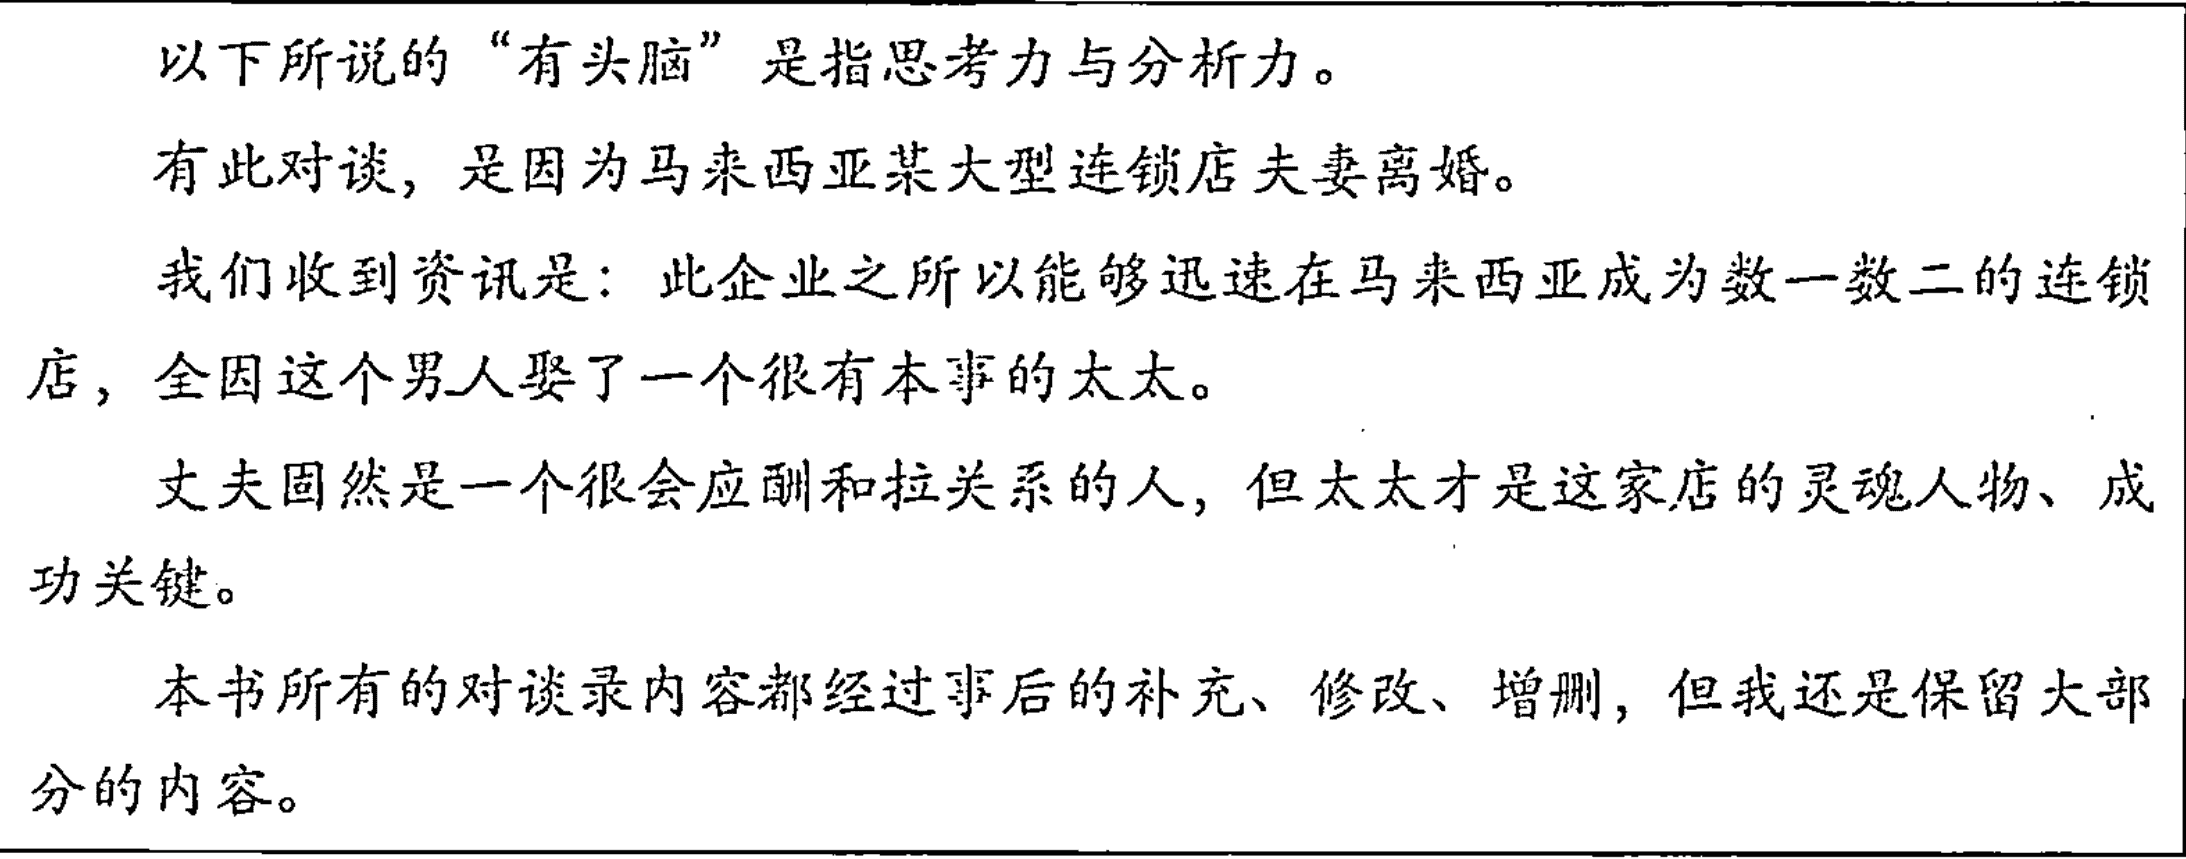 以下所说的“有头脑”是指思考力与分析力。
有此对谈，是因为马来西亚某大型连锁店夫妻离婚。
我们收到资讯是：此企业之所以能够迅速在马来西亚成为数一数二的连锁
店，全因这个男人娶了一个很有本事的太太。
丈夫固然是一个很会应酬和拉关系的人，但太太才是这家店的灵魂人物、成
功关键。
本书所有的对谈录内容都经过事后的补充、修改、增删，但我还是保留大部
分的内容。